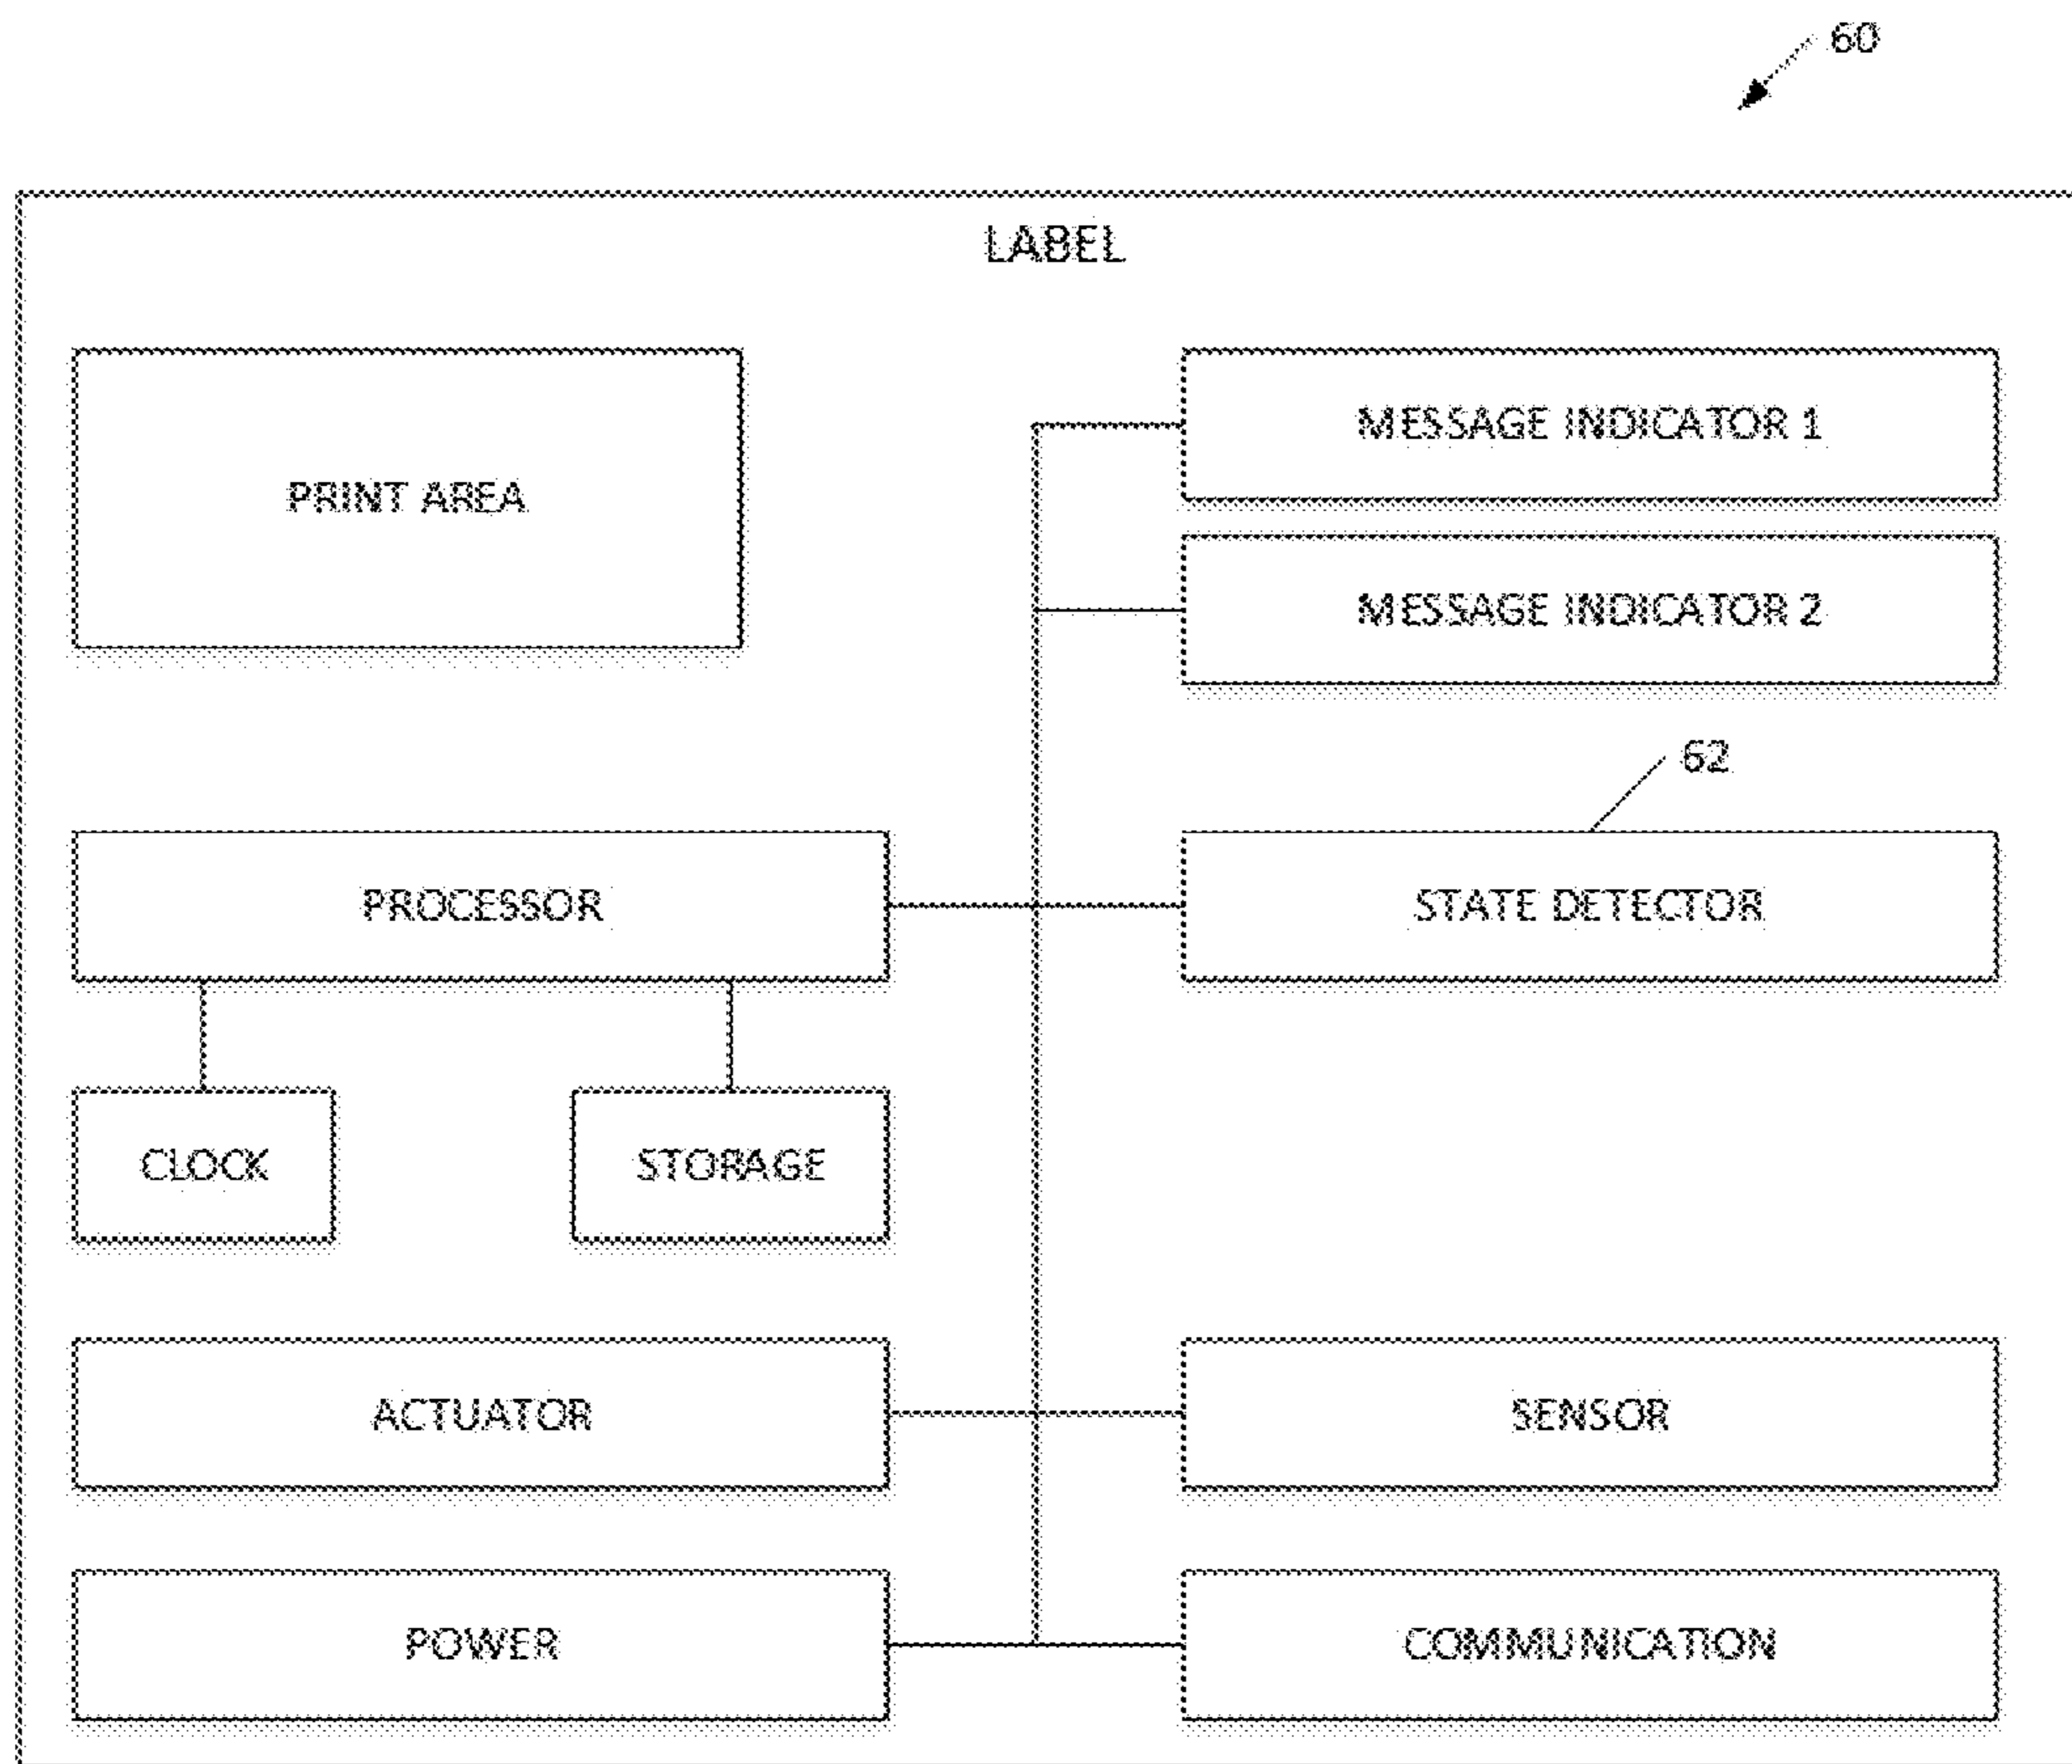 60
LABEL
PRINT AREA
MESSAGE INDICATOR 1
MESSAGE INDICATOR 2
62
PROCESSOR
STATE DETECTOR
CLOCK
STORAGE
ACTUATOR
SENSOR
POWER
COMMUNICATION